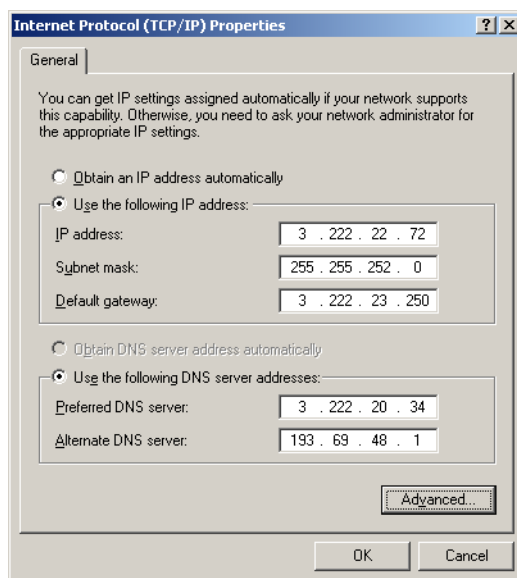 Internet Protocol (TCP/IP) Properties
General
You can get IP settings assigned automatically if your network supports
this capability. Otherwise, you need to ask your network administrator for
the appropriate IP settings.
Obtain an IP address automatically
Use the following IP address:
IP address: 3 . 222 . 22 . 72
Subnet mask: 255 . 255 . 252 . 0
Default gateway: 3 . 222 . 23 . 250
Obtain DNS server address automatically
Use the following DNS server addresses:
Preferred DNS server: 3 . 222 . 20 . 34
Alternate DNS server: 193 . 69 . 48 . 1
Advanced...
OK Cancel